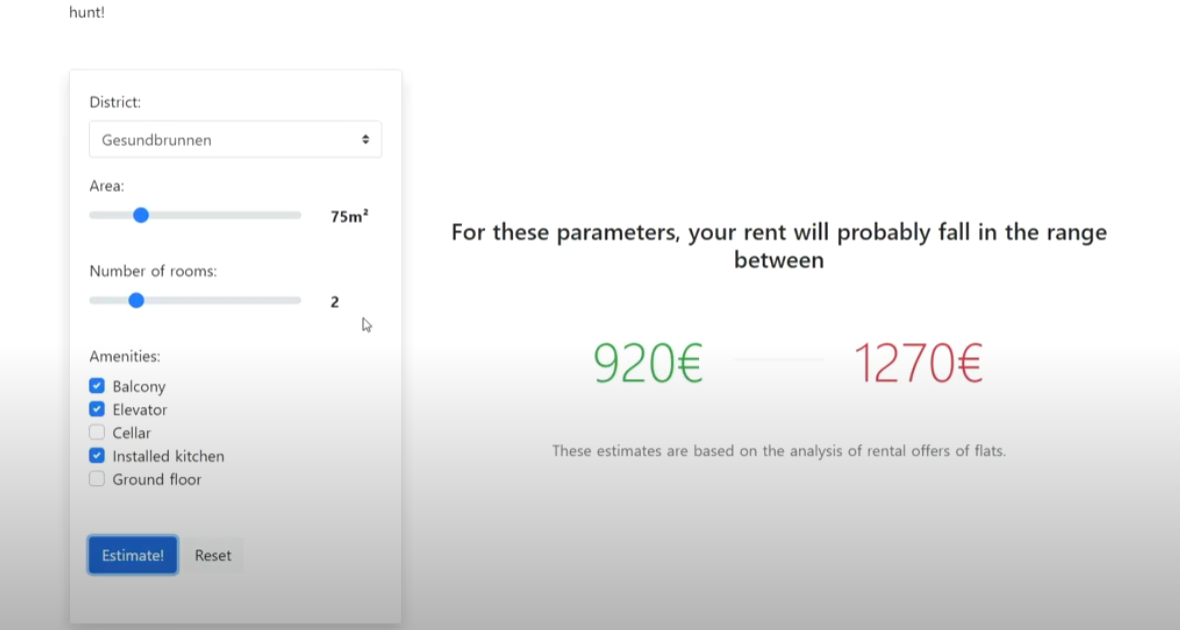 hunt!
District:
Gesundbrunnen
Area:
75m²
Number of rooms:
2
Amenities:
Balcony
Elevator
Cellar
Installed kitchen
Ground floor
Estimate! Reset
For these parameters, your rent will probably fall in the range
between
920€ 1270€
These estimates are based on the analysis of rental offers of flats.